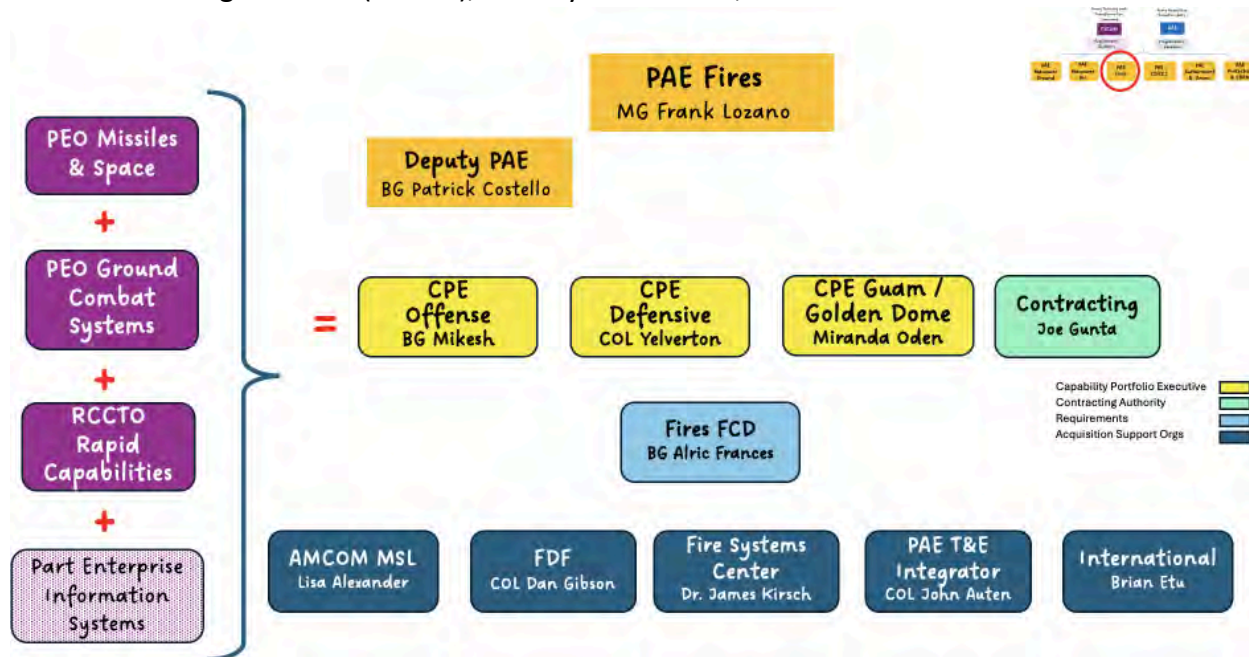 PAE Fires
MG Frank Lozano
Deputy PAE
BG Patrick Costello
PEO Missiles
& Space
+
PEO Ground
Combat
Systems
+
RCCTO
Rapid
Capabilities
+
Part Enterprise
Information
Systems
=
CPE
Offense
BG Mikesh
CPE
Defensive
COL Yelverton
CPE Guam /
Golden Dome
Miranda Oden
Contracting
Joe Gunta
Capability Portfolio Executive
Contracting Authority
Requirements
Acquisition Support Orgs
Fires FCD
BG Alric Frances
AMCOM MSL
Lisa Alexander
FDF
COL Dan Gibson
Fire Systems
Center
Dr. James Kirsch
PAE T&E
Integrator
COL John Auten
International
Brian Etu